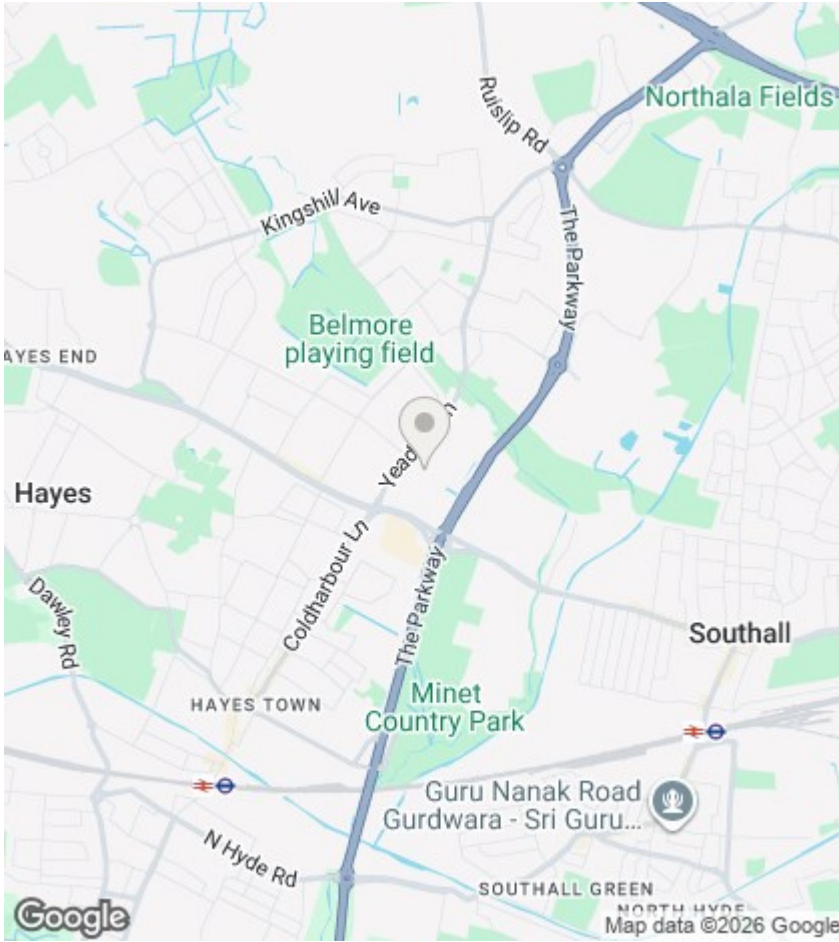 Northala Fields
Ruislip Rd
Kingshill Ave
The Parkway
Belmore
playing field
AYES END
Hayes
Coldharbour Ln
The Parkway
Dawley Rd
Southall
HAYES TOWN
Minet
Country Park
Guru Nanak Road
Gurdwara - Sri Guru...
N Hyde Rd
SOUTHALL GREEN
NORTH HYDE
Google
Map data ©2026 Google